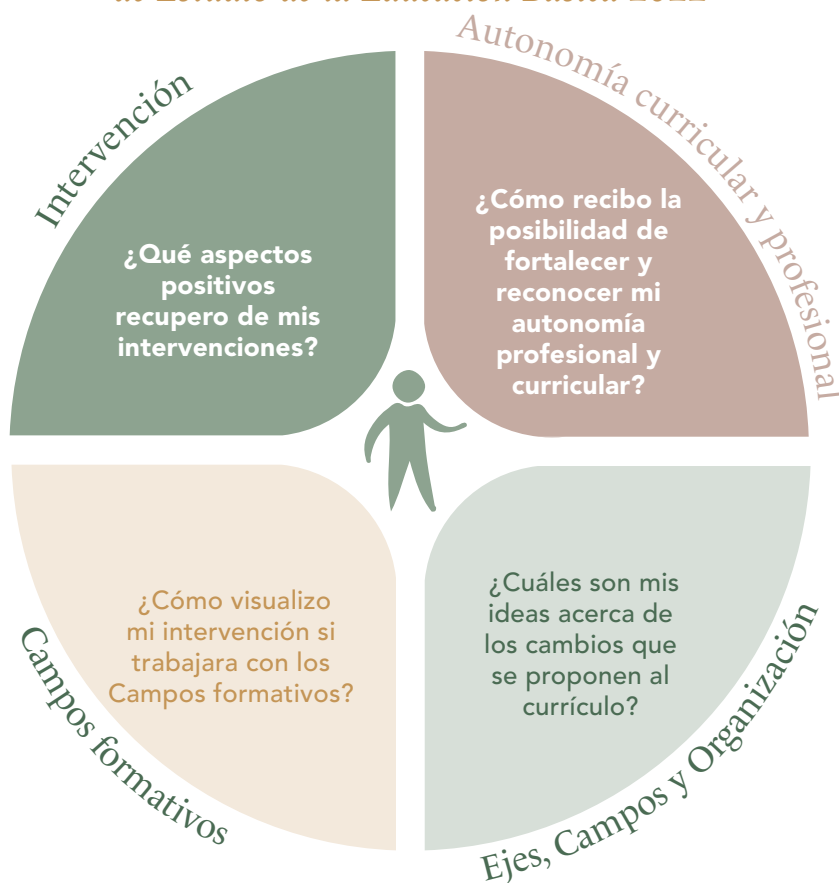 Intervención
¿Qué aspectos
positivos
recupero de mis
intervenciones?
Autonomía curricular y profesional
¿Cómo recibo la
posibilidad de
fortalecer y
reconocer mi
autonomía
profesional y
curricular?
Campos formativos
¿Cómo visualizo
mi intervención si
trabajara con los
Campos formativos?
Ejes, Campos y Organización
¿Cuáles son mis
ideas acerca de
los cambios que
se proponen al
currículo?